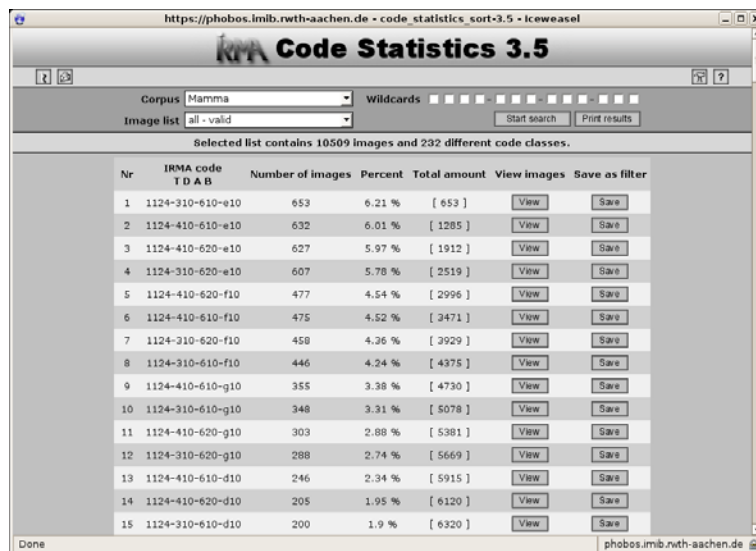 https://phobos.imib.rwth-aachen.de - code_statistics_sort-3.5 - Iceweasel
IRMA Code Statistics 3.5
?
Corpus Mamma Wildcards - - -
Image list all - valid Start search Print results
Selected list contains 10509 images and 232 different code classes.
Nr IRMA code T D A B Number of images Percent Total amount View images Save as filter
1 1124-310-610-e10 653 6.21 % [ 653 ] View Save
2 1124-410-610-e10 632 6.01 % [ 1285 ] View Save
3 1124-410-620-e10 627 5.97 % [ 1912 ] View Save
4 1124-310-620-e10 607 5.78 % [ 2519 ] View Save
5 1124-410-620-f10 477 4.54 % [ 2996 ] View Save
6 1124-410-610-f10 475 4.52 % [ 3471 ] View Save
7 1124-310-620-f10 458 4.36 % [ 3929 ] View Save
8 1124-310-610-f10 446 4.24 % [ 4375 ] View Save
9 1124-410-610-g10 355 3.38 % [ 4730 ] View Save
10 1124-310-610-g10 348 3.31 % [ 5078 ] View Save
11 1124-410-620-g10 303 2.88 % [ 5381 ] View Save
12 1124-310-620-g10 288 2.74 % [ 5669 ] View Save
13 1124-410-610-d10 246 2.34 % [ 5915 ] View Save
14 1124-410-620-d10 205 1.95 % [ 6120 ] View Save
15 1124-310-610-d10 200 1.9 % [ 6320 ] View Save
Done phobos.imib.rwth-aachen.de